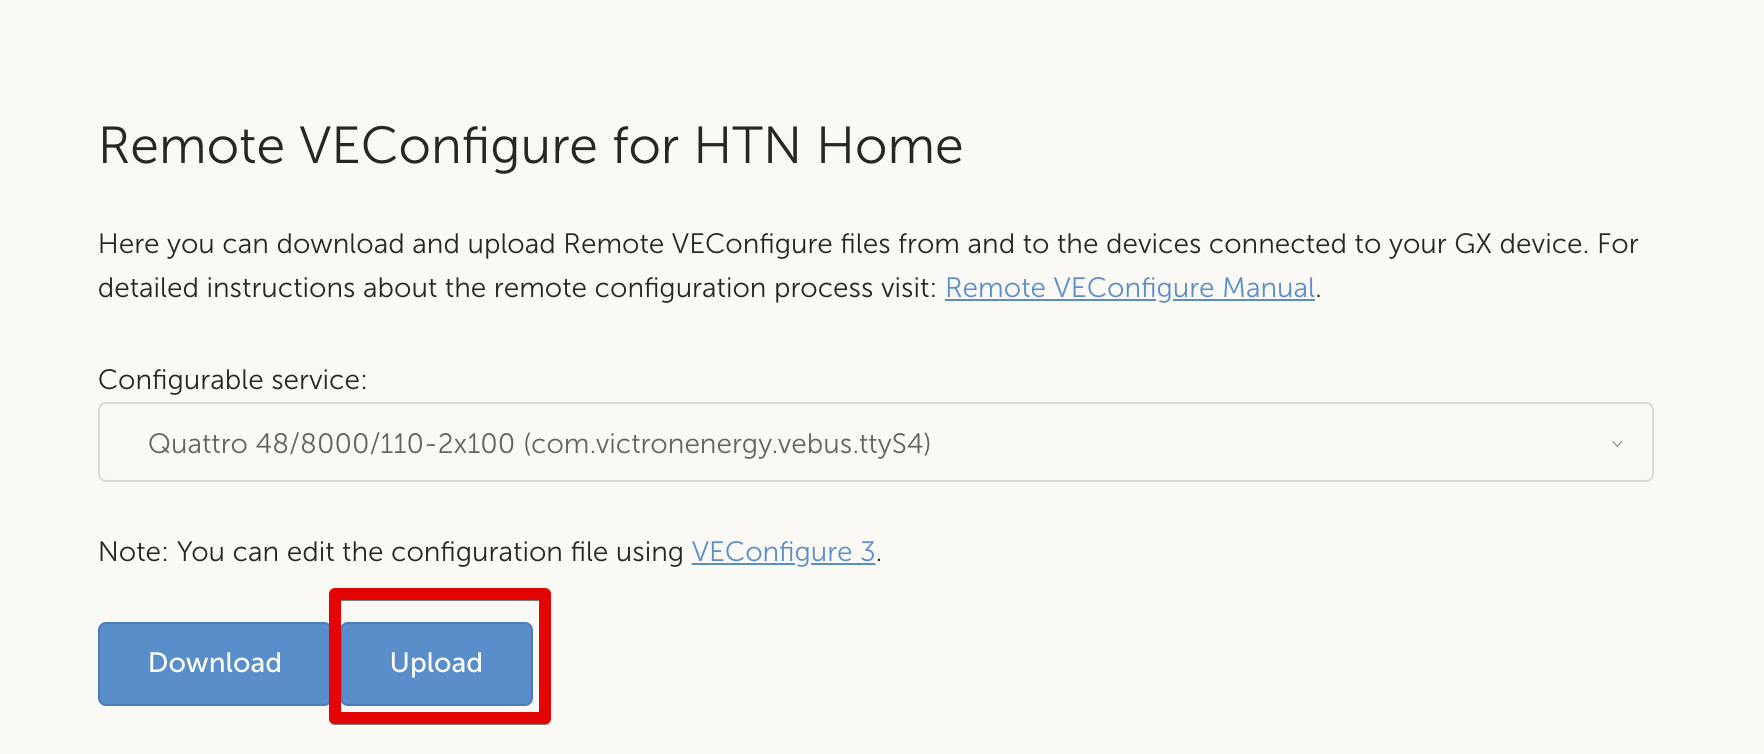 Remote VEConfigure for HTN Home
Here you can download and upload Remote VEConfigure files from and to the devices connected to your GX device. For
detailed instructions about the remote configuration process visit: Remote VEConfigure Manual.
Configurable service:
Quattro 48/8000/110-2x100 (com.victronenergy.vebus.ttyS4)
Note: You can edit the configuration file using VEConfigure 3.
Download Upload